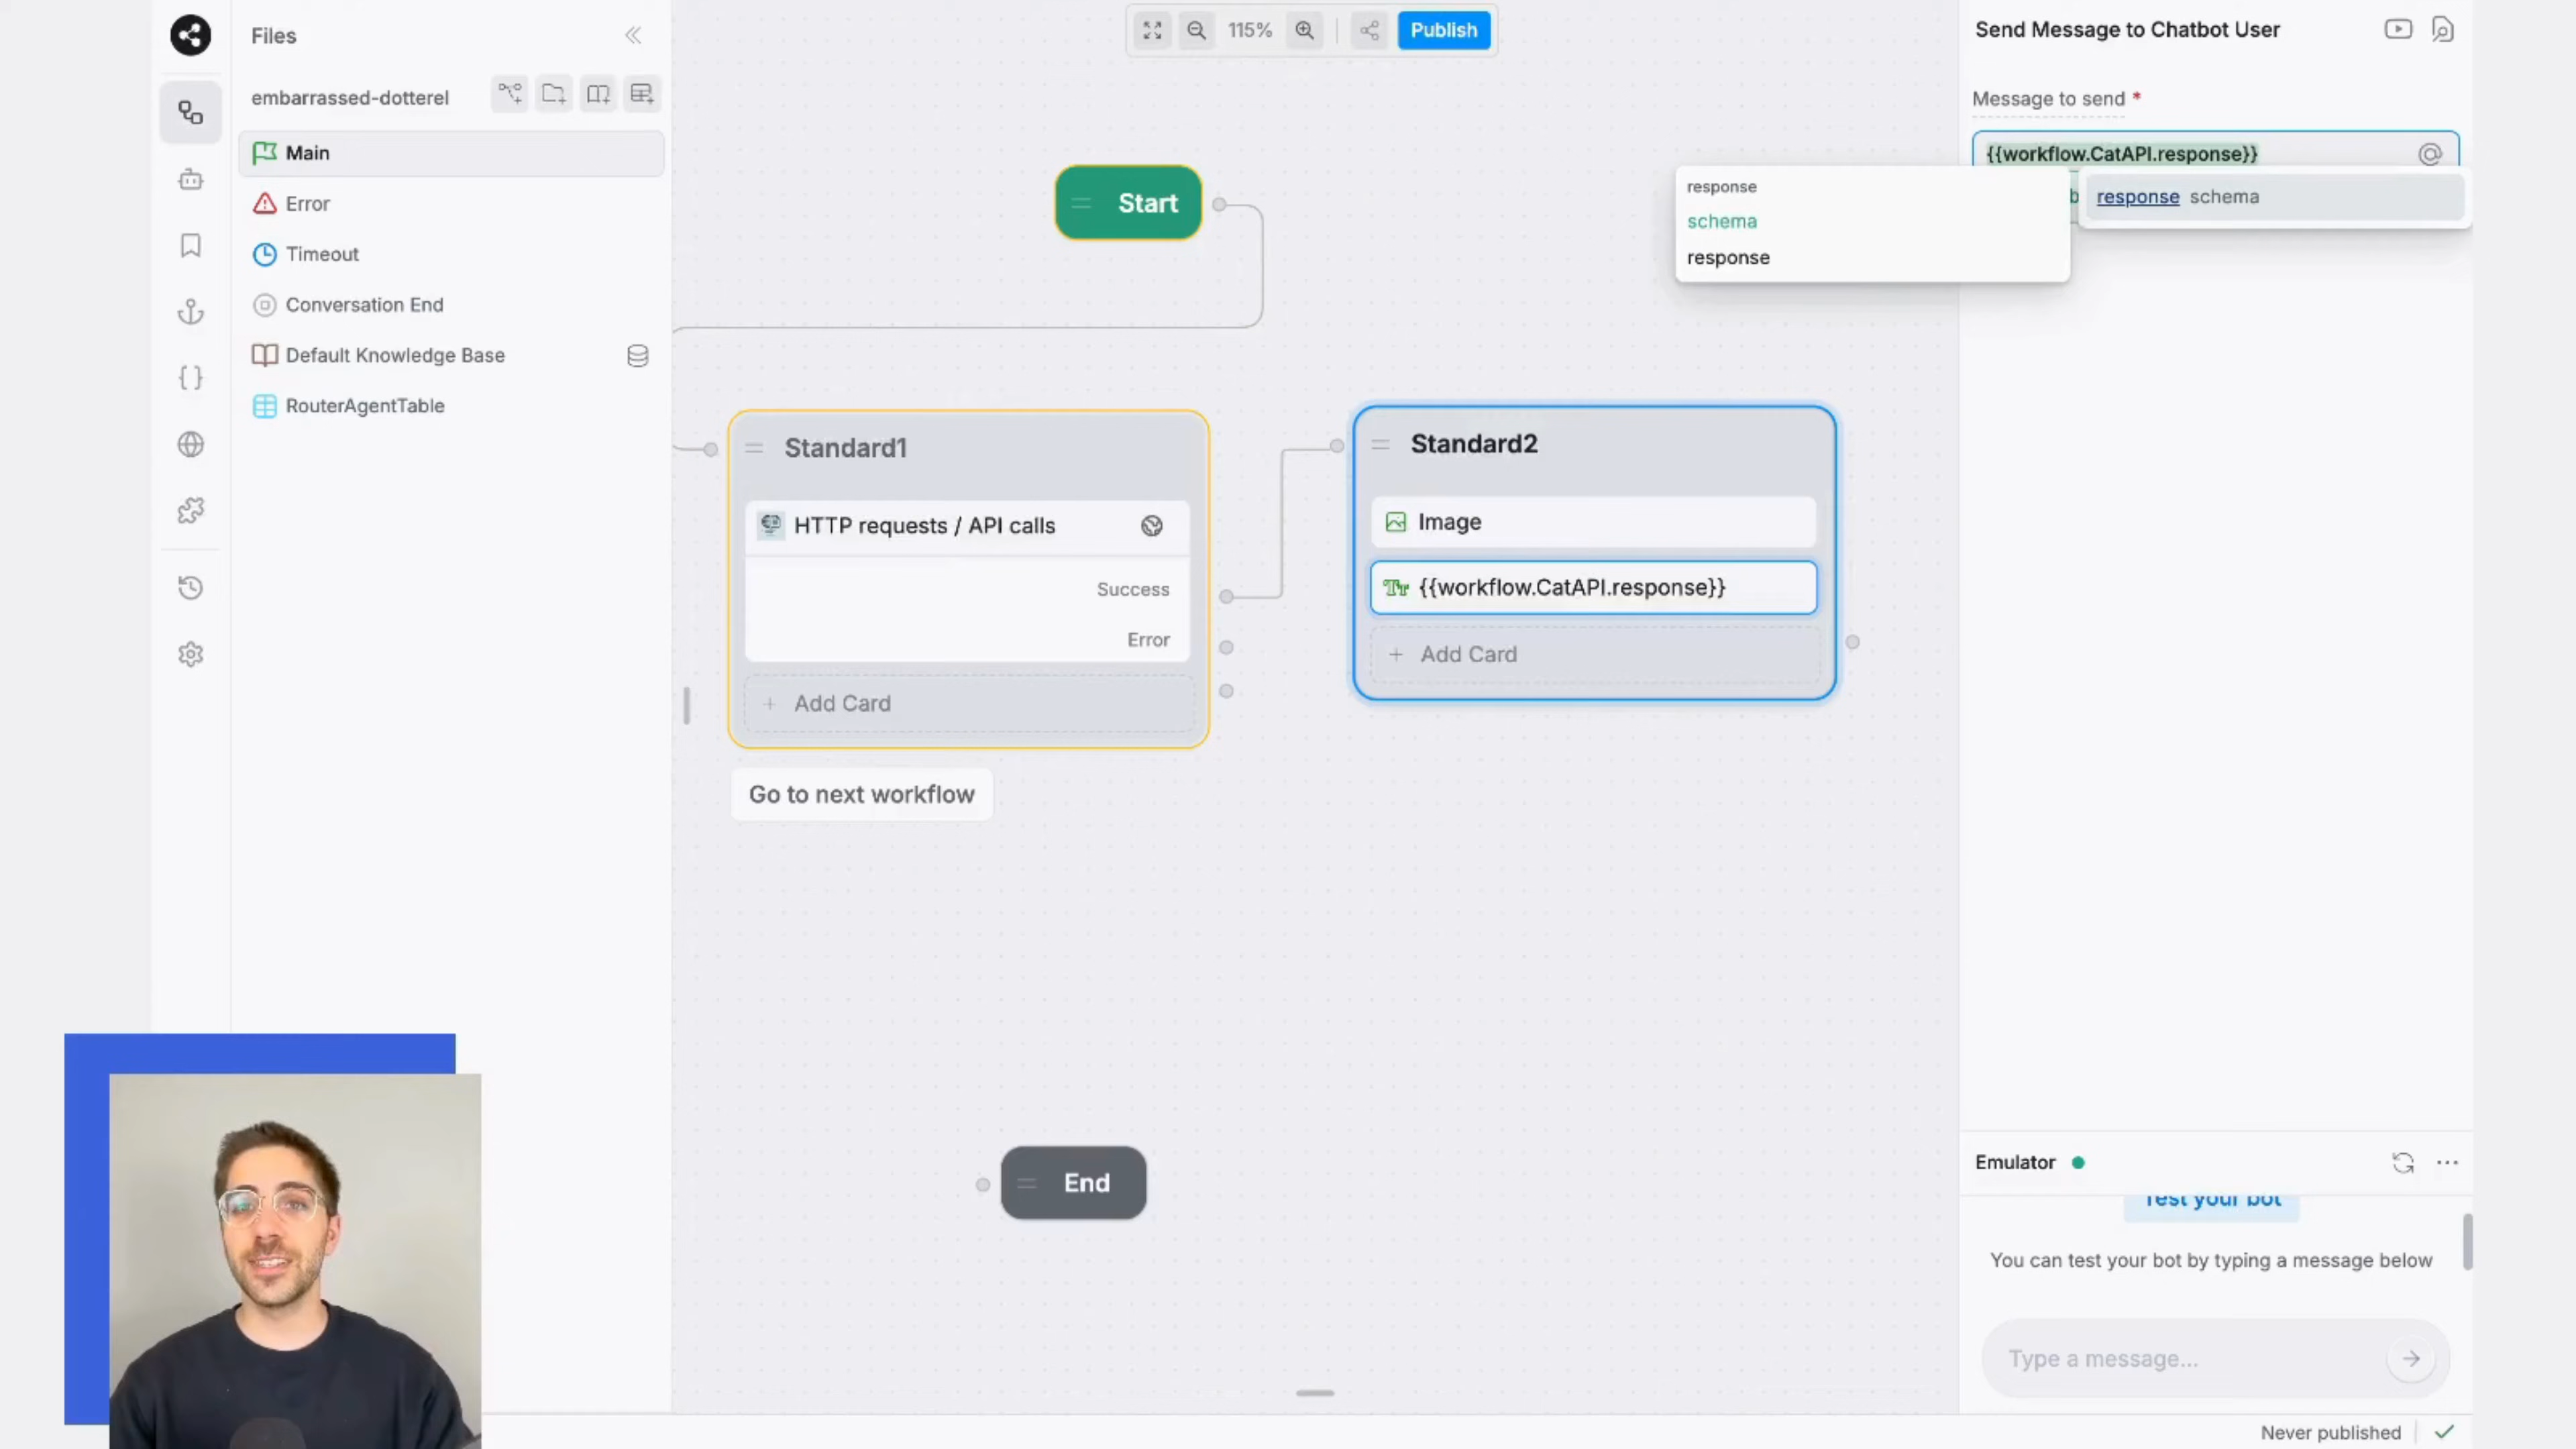 Files
embarrassed-dotterel
Main
Error
Timeout
Conversation End
Default Knowledge Base
RouterAgentTable
115%
Publish
Start
Standard1
HTTP requests / API calls
Success
Error
+ Add Card
Go to next workflow
Standard2
Image
{{workflow.CatAPI.response}}
+ Add Card
End
Send Message to Chatbot User
Message to send *
{{workflow.CatAPI.response}}
response schema
response
schema
response
Emulator
Test your bot
You can test your bot by typing a message below
Type a message...
Never published